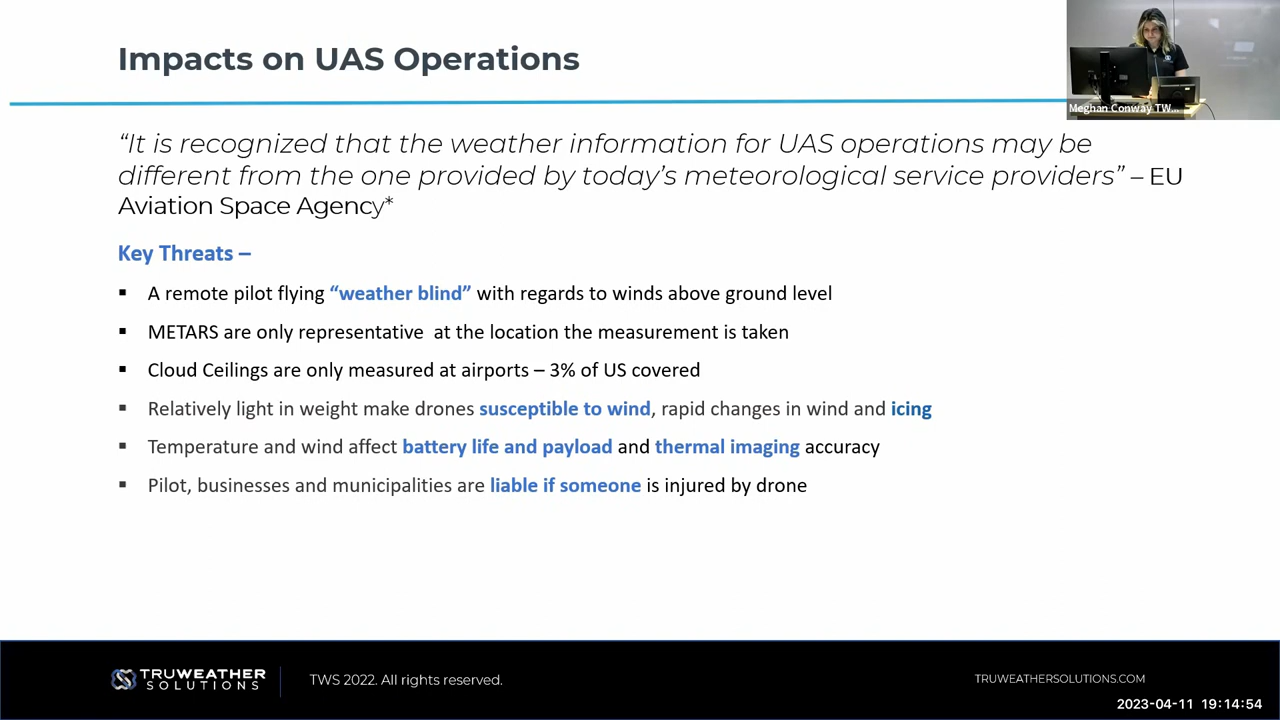 Impacts on UAS Operations
Meghan Conway TW...
“It is recognized that the weather information for UAS operations may be
different from the one provided by today’s meteorological service providers” – EU
Aviation Space Agency*
Key Threats –
▪ A remote pilot flying “weather blind” with regards to winds above ground level
▪ METARS are only representative  at the location the measurement is taken
▪ Cloud Ceilings are only measured at airports – 3% of US covered
▪ Relatively light in weight make drones susceptible to wind, rapid changes in wind and icing
▪ Temperature and wind affect battery life and payload and thermal imaging accuracy
▪ Pilot, businesses and municipalities are liable if someone is injured by drone
TRUWEATHER
SOLUTIONS
TWS 2022. All rights reserved.
TRUWEATHERSOLUTIONS.COM
2023-04-11 19:14:54